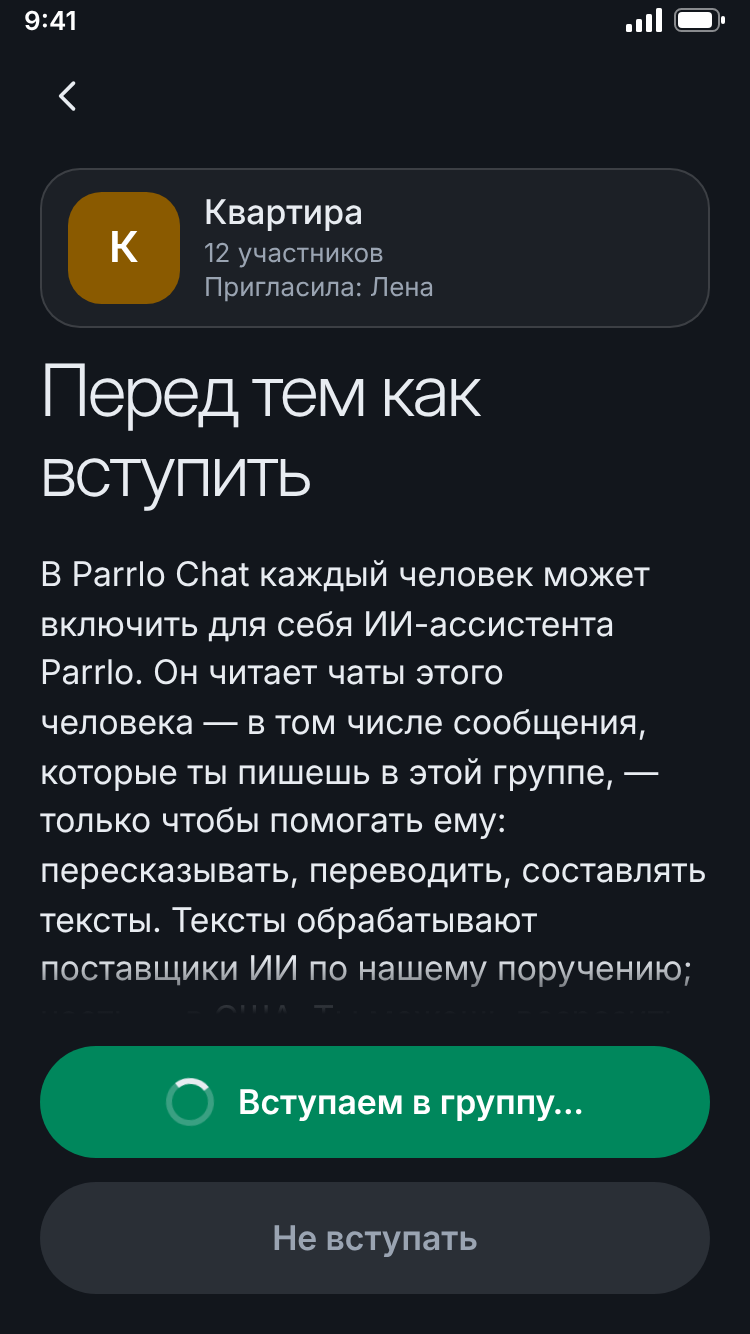 9:41
К
Квартира
12 участников
Пригласила: Лена
Перед тем как
вступить
В Parrlo Chat каждый человек может
включить для себя ИИ-ассистента
Parrlo. Он читает чаты этого
человека — в том числе сообщения,
которые ты пишешь в этой группе, —
только чтобы помогать ему:
пересказывать, переводить, составлять
тексты. Тексты обрабатывают
поставщики ИИ по нашему поручению;
Вступаем в группу...
Не вступать